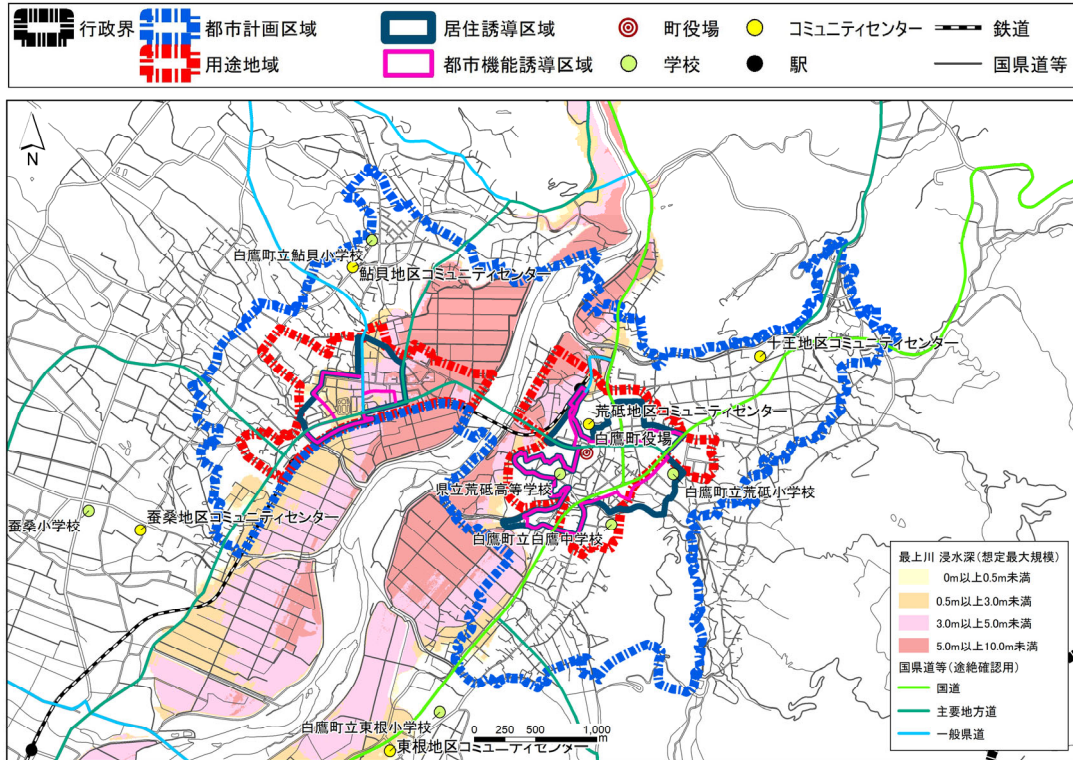 行政界
都市計画区域
居住誘導区域
町役場
コミュニティセンター
鉄道
用途地域
都市機能誘導区域
学校
駅
国県道等
N
白鷹町立鮎貝小学校
鮎貝地区コミュニティセンター
十王地区コミュニティセンター
荒砥地区コミュニティセンター
白鷹町役場
県立荒砥高等学校
白鷹町立荒砥小学校
蚕桑小学校
蚕桑地区コミュニティセンター
白鷹町立白鷹中学校
白鷹町立東根小学校
東根地区コミュニティセンター
0 250 500 1,000
m
最上川 浸水深(想定最大規模)
0m以上0.5m未満
0.5m以上3.0m未満
3.0m以上5.0m未満
5.0m以上10.0m未満
国県道等(途絶確認用)
国道
主要地方道
一般県道